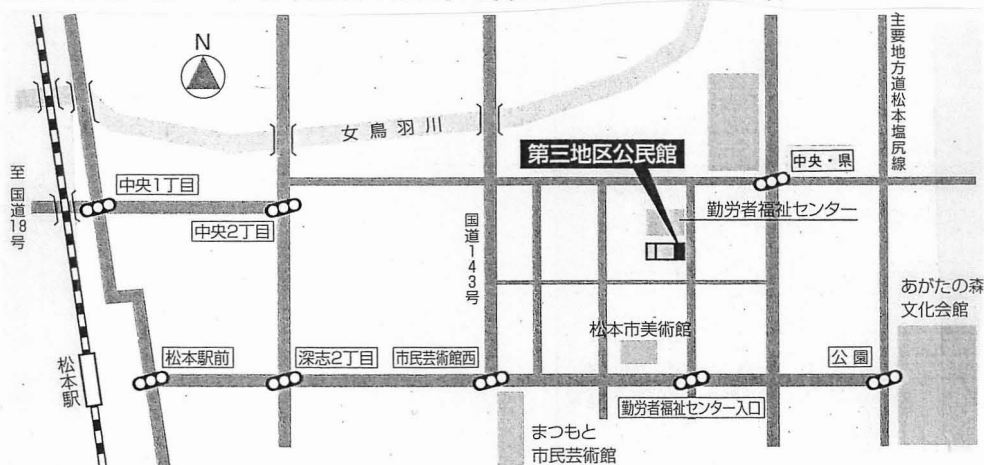 N
女鳥羽川
主要地方道松本塩尻線
第三地区公民館
中央・県
至国道18号
中央1丁目
中央2丁目
国道143号
勤労者福祉センター
あがたの森
文化会館
松本市美術館
松本駅
松本駅前
深志2丁目
市民芸術館西
公園
勤労者福祉センター入口
まつもと
市民芸術館